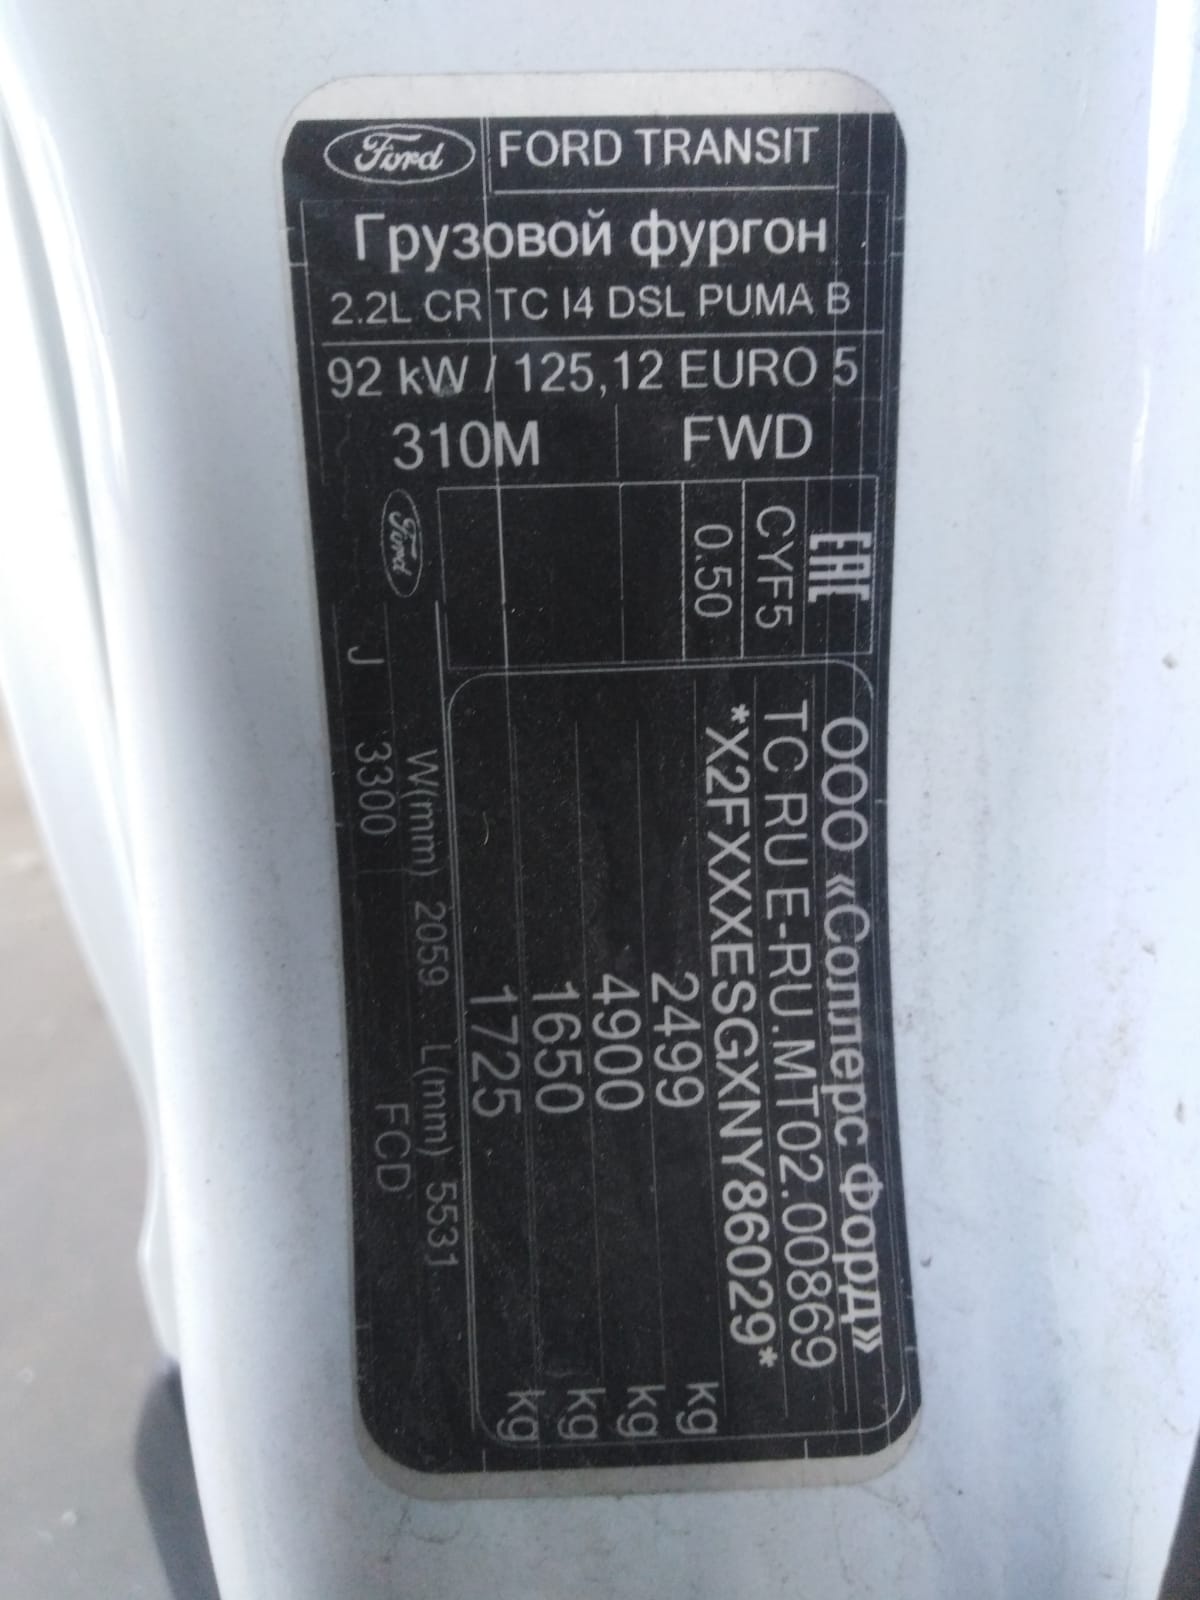 Ford FORD TRANSIT
Грузовой фургон
2.2L CR TC I4 DSL PUMA B
92 kW / 125,12 EURO 5
310M FWD
EAC
CYF5
0.50
ООО «Соллерс Форд»
TC RU E-RU.MT02.00869
*X2FXXXESGXNY86029*
2499 kg
4900 kg
1650 kg
1725 kg
Ford
W(mm) 2059 L(mm) 5531
J 3300 FCD